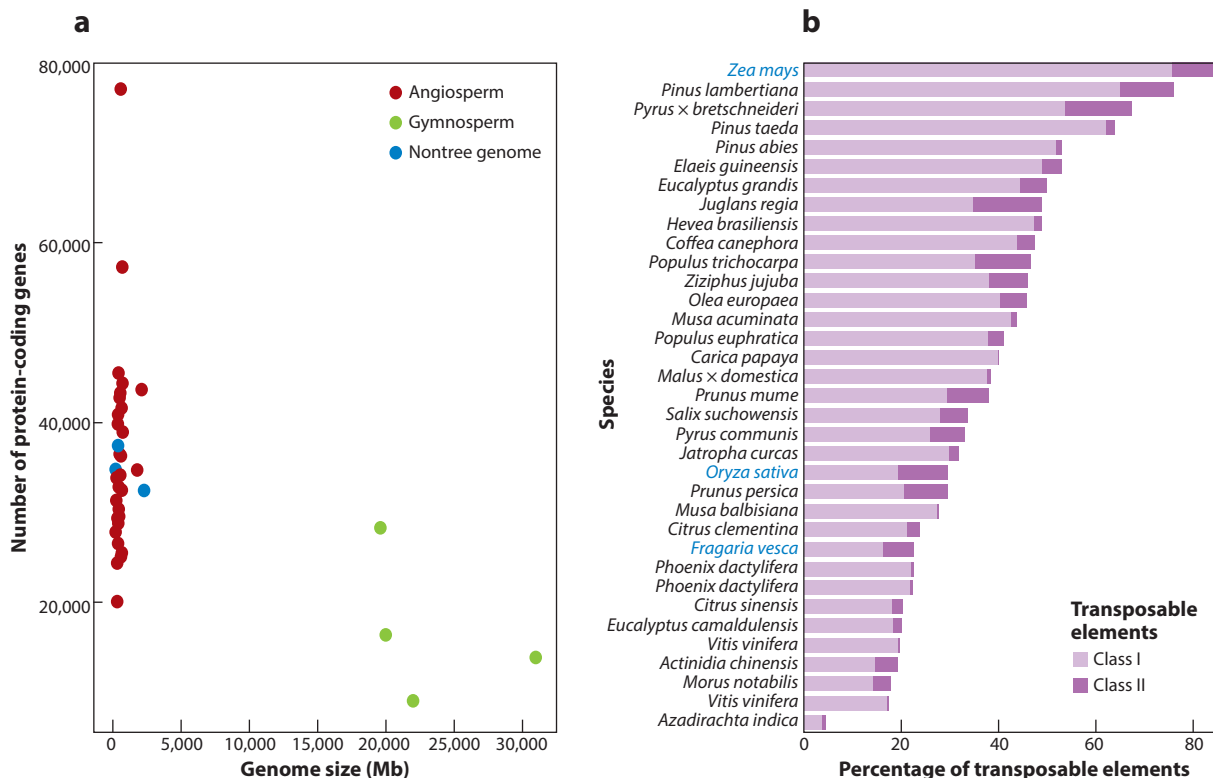 a
80,000
60,000
40,000
20,000
Number of protein-coding genes
Angiosperm
Gymnosperm
Nontree genome
0
5,000
10,000
15,000
20,000
25,000
30,000
Genome size (Mb)
b
Species
Zea mays
Pinus lambertiana
Pyrus × bretschneideri
Pinus taeda
Pinus abies
Elaeis guineensis
Eucalyptus grandis
Juglans regia
Hevea brasiliensis
Coffea canephora
Populus trichocarpa
Ziziphus jujuba
Olea europaea
Musa acuminata
Populus euphratica
Carica papaya
Malus × domestica
Prunus mume
Salix suchowensis
Pyrus communis
Jatropha curcas
Oryza sativa
Prunus persica
Musa balbisiana
Citrus clementina
Fragaria vesca
Phoenix dactylifera
Phoenix dactylifera
Citrus sinensis
Eucalyptus camaldulensis
Vitis vinifera
Actinidia chinensis
Morus notabilis
Vitis vinifera
Azadirachta indica
Transposable
elements
Class I
Class II
0
20
40
60
80
Percentage of transposable elements